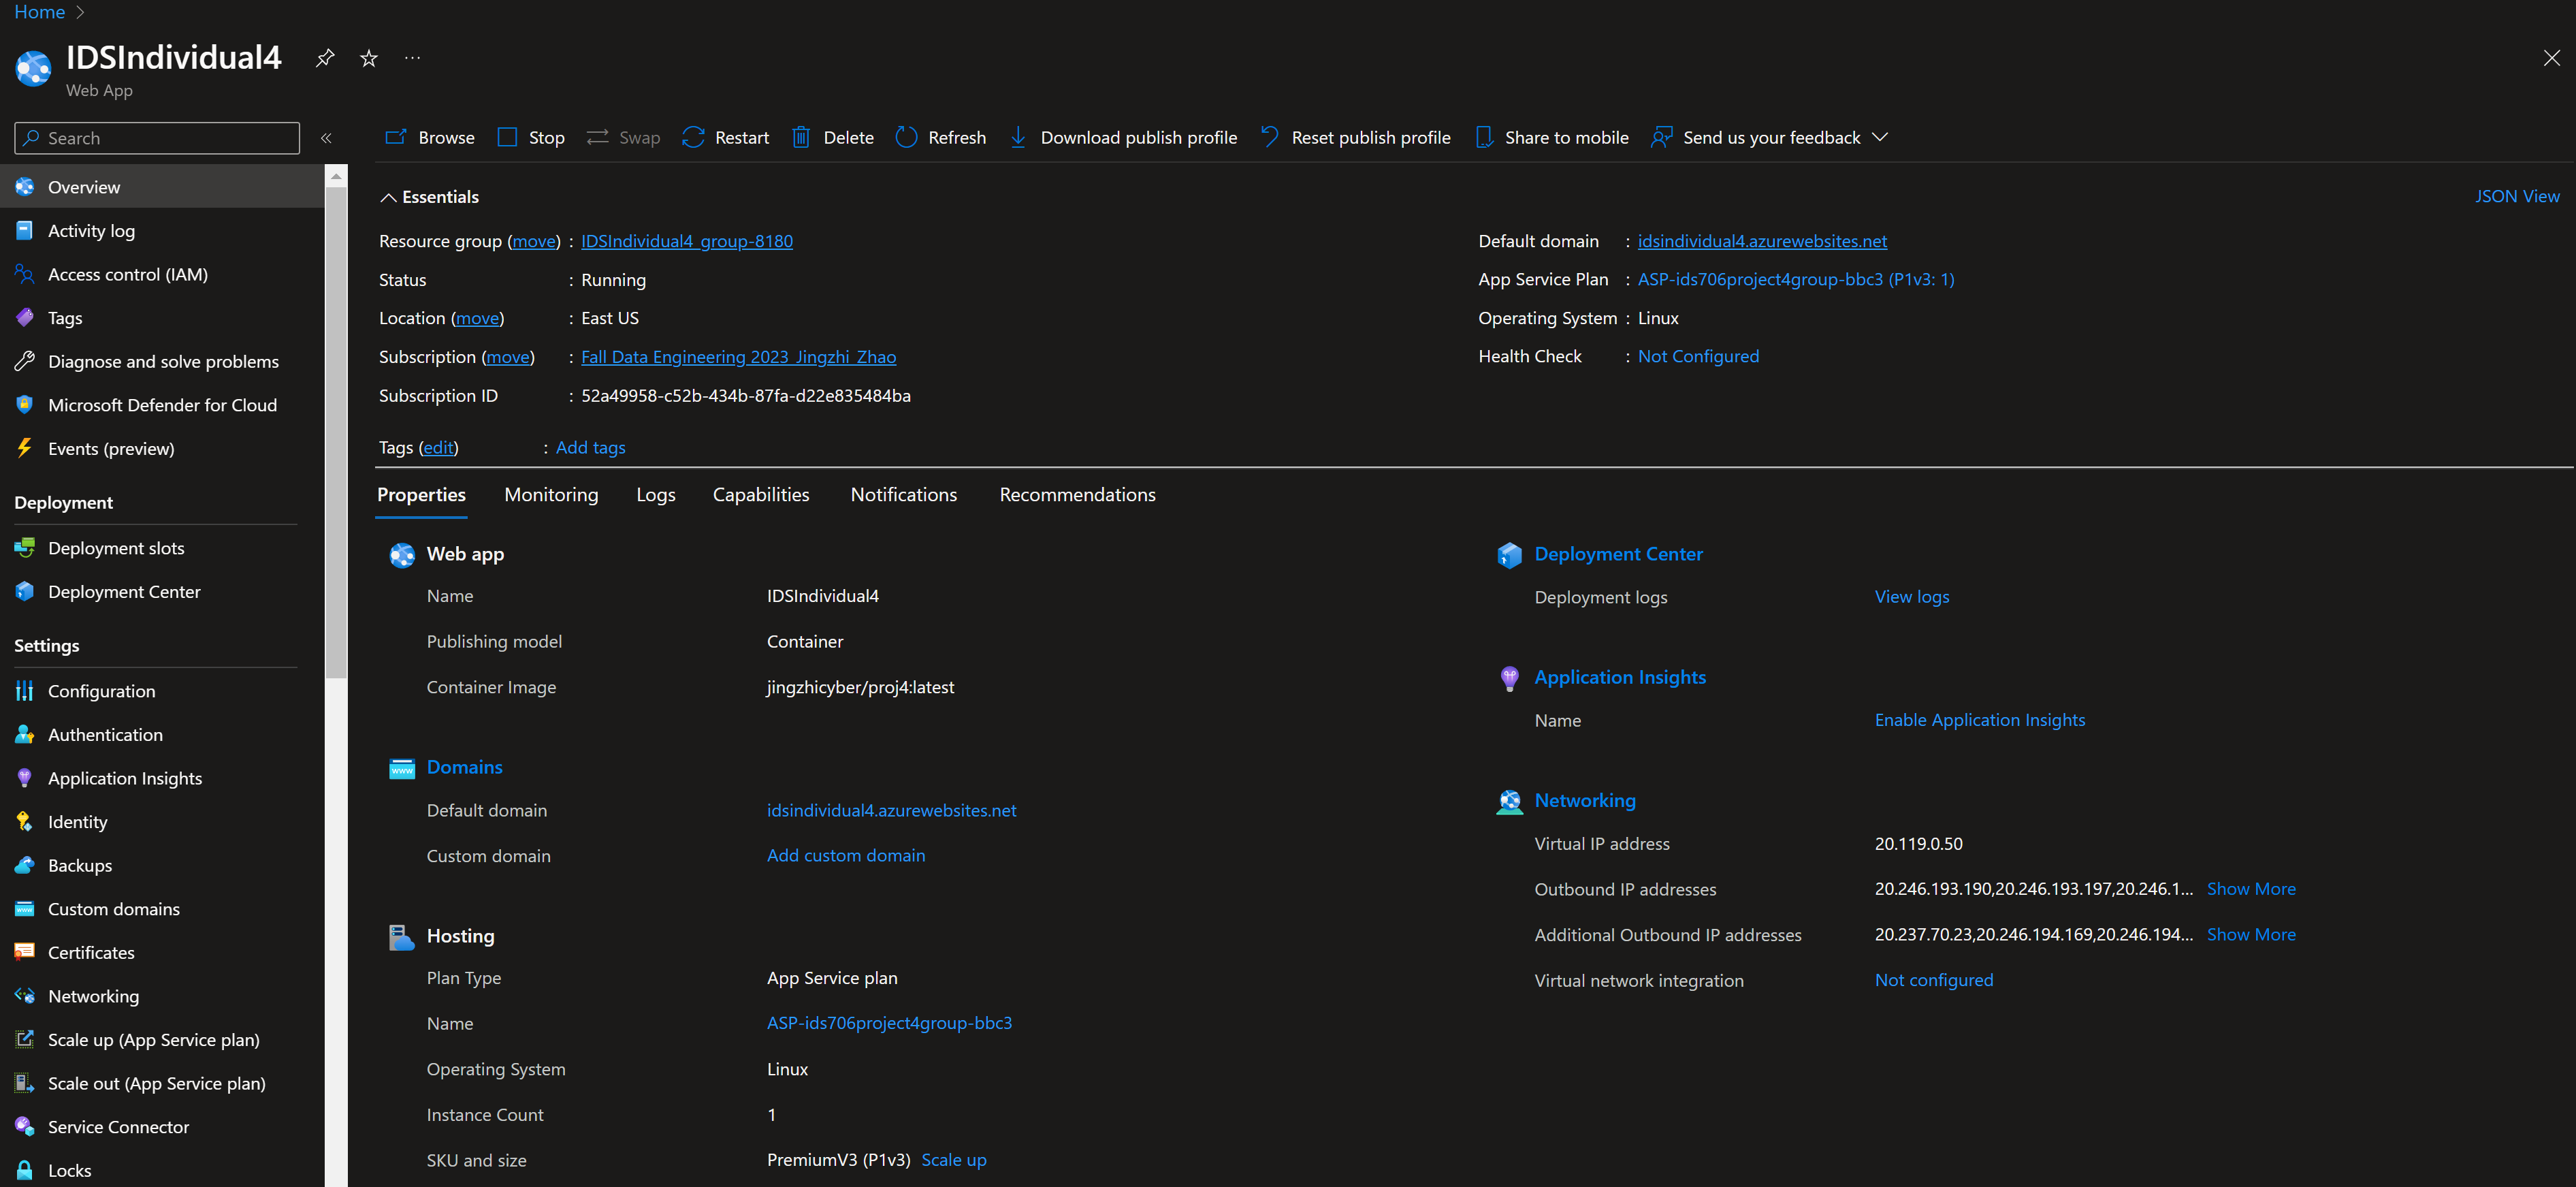 Home
IDSIndividual4
Web App
Search
Browse Stop Swap Restart Delete Refresh Download publish profile Reset publish profile Share to mobile Send us your feedback
Overview
Activity log
Access control (IAM)
Tags
Diagnose and solve problems
Microsoft Defender for Cloud
Events (preview)
Deployment
Deployment slots
Deployment Center
Settings
Configuration
Authentication
Application Insights
Identity
Backups
Custom domains
Certificates
Networking
Scale up (App Service plan)
Scale out (App Service plan)
Service Connector
Locks
Essentials
JSON View
Resource group (move) : IDSIndividual4_group-8180
Status : Running
Location (move) : East US
Subscription (move) : Fall Data Engineering 2023_Jingzhi_Zhao
Subscription ID : 52a49958-c52b-434b-87fa-d22e835484ba
Default domain : idsindividual4.azurewebsites.net
App Service Plan : ASP-ids706project4group-bbc3 (P1v3: 1)
Operating System : Linux
Health Check : Not Configured
Tags (edit) : Add tags
Properties Monitoring Logs Capabilities Notifications Recommendations
Web app
Name IDSIndividual4
Publishing model Container
Container Image jingzhicyber/proj4:latest
www Domains
Default domain idsindividual4.azurewebsites.net
Custom domain Add custom domain
Hosting
Plan Type App Service plan
Name ASP-ids706project4group-bbc3
Operating System Linux
Instance Count 1
SKU and size PremiumV3 (P1v3) Scale up
Deployment Center
Deployment logs View logs
Application Insights
Name Enable Application Insights
Networking
Virtual IP address 20.119.0.50
Outbound IP addresses 20.246.193.190,20.246.193.197,20.246.1... Show More
Additional Outbound IP addresses 20.237.70.23,20.246.194.169,20.246.194... Show More
Virtual network integration Not configured